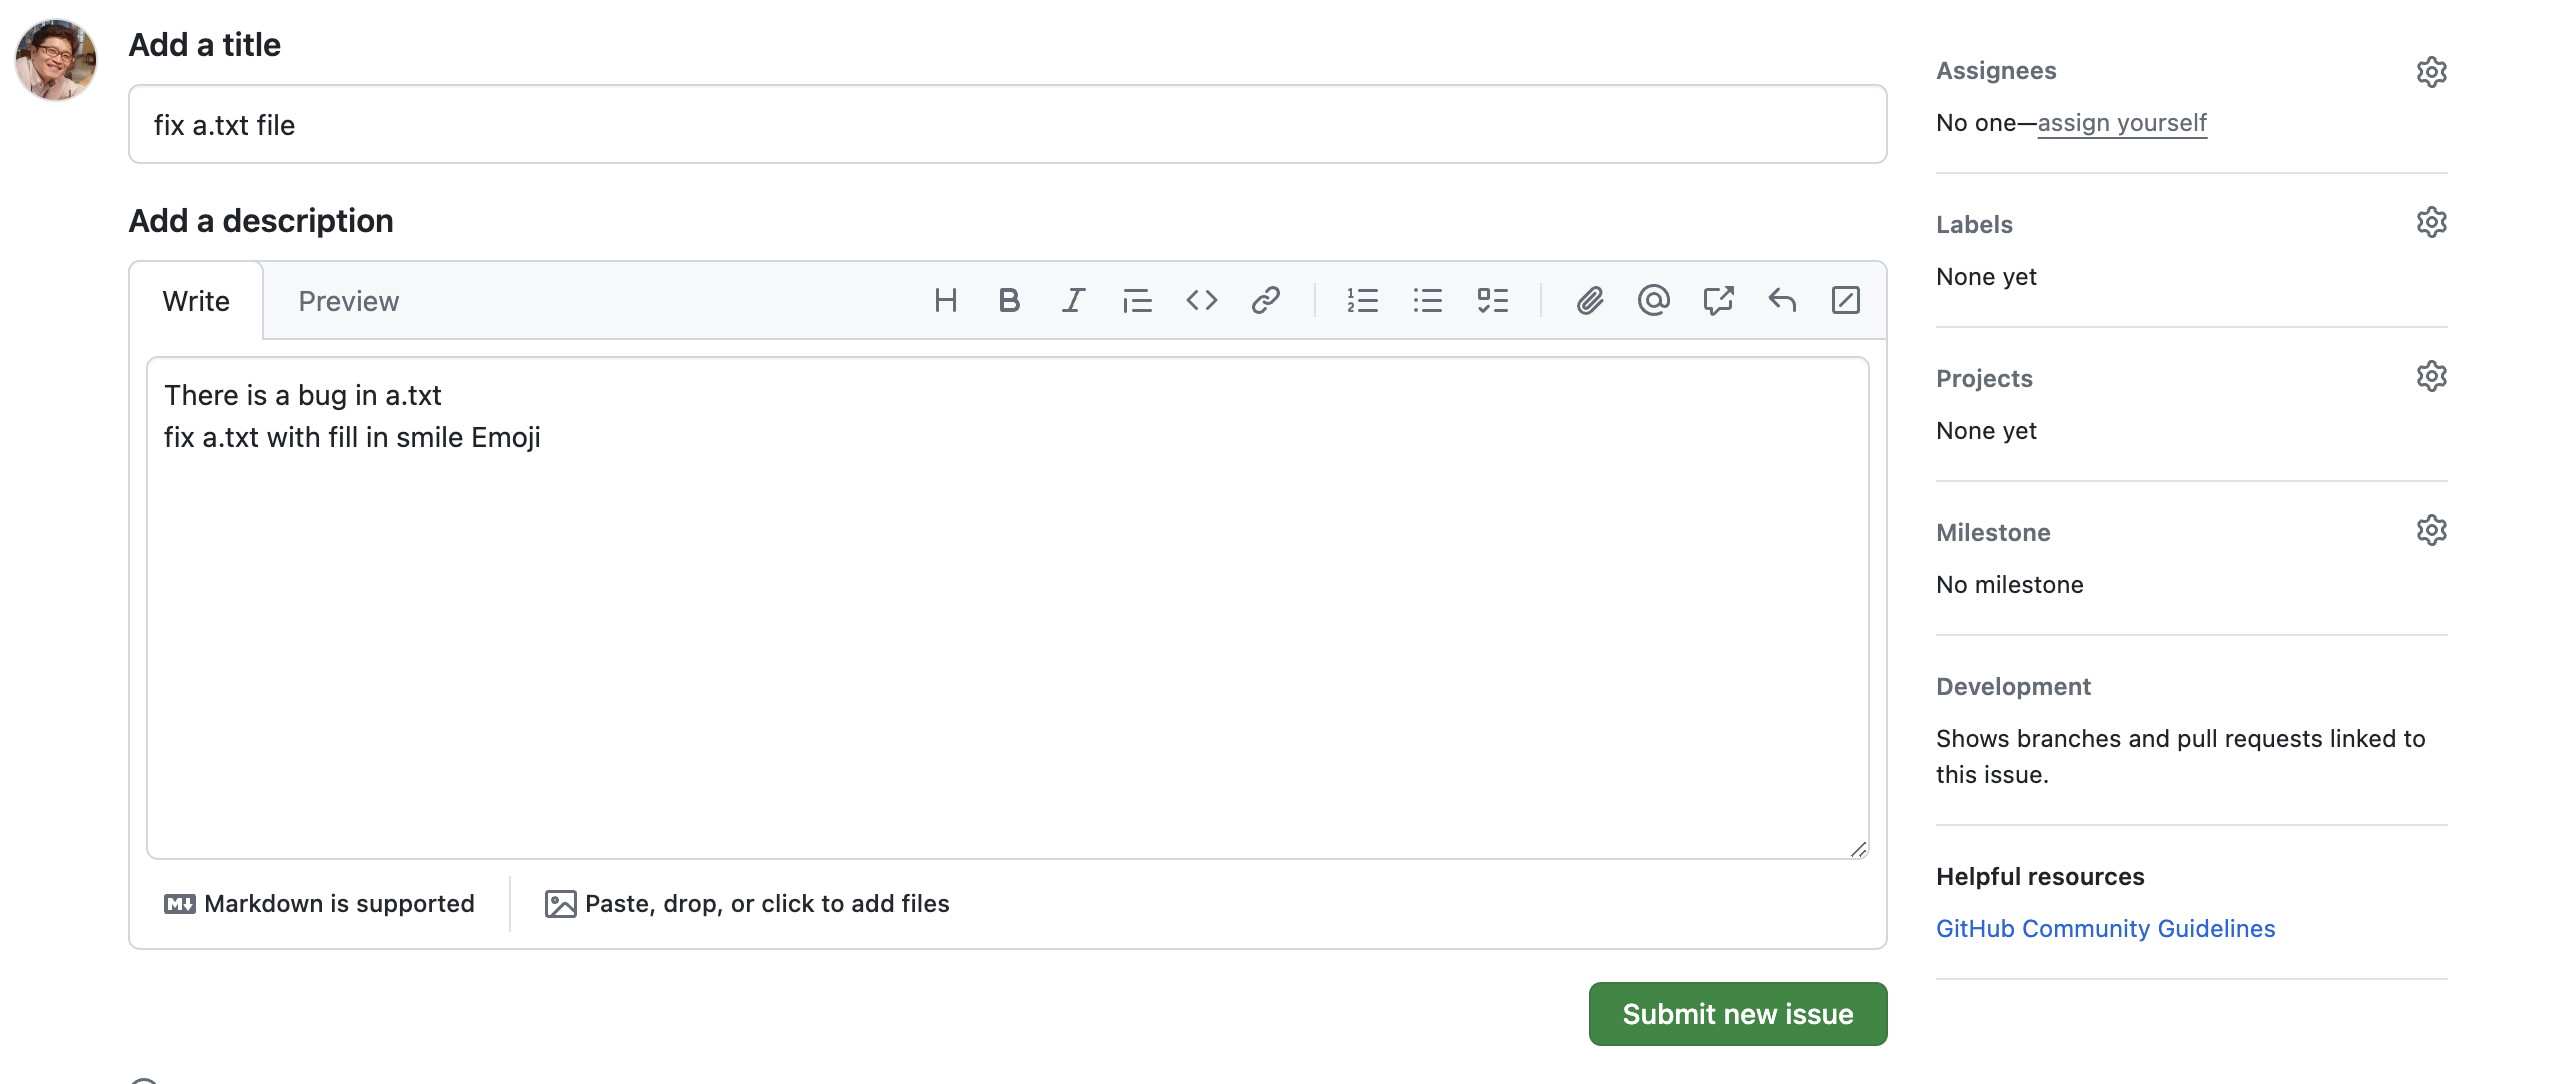 Add a title
fix a.txt file
Add a description
Write
Preview
There is a bug in a.txt
fix a.txt with fill in smile Emoji
Markdown is supported
Paste, drop, or click to add files
Submit new issue
Assignees
No one—assign yourself
Labels
None yet
Projects
None yet
Milestone
No milestone
Development
Shows branches and pull requests linked to
this issue.
Helpful resources
GitHub Community Guidelines